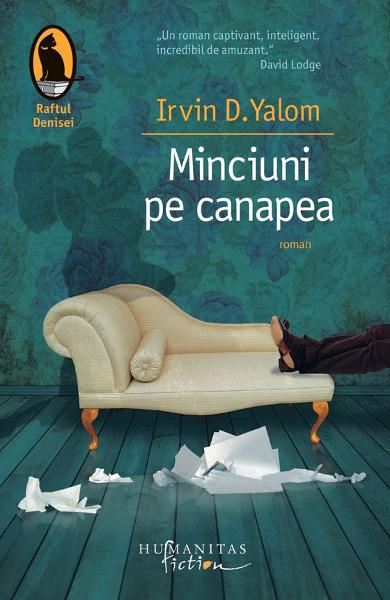 „Un roman captivant, inteligent,
incredibil de amuzant.“
David Lodge
Raftul
Denisei
Irvin D. Yalom
Minciuni
pe canapea
roman
HUMANITAS
fiction